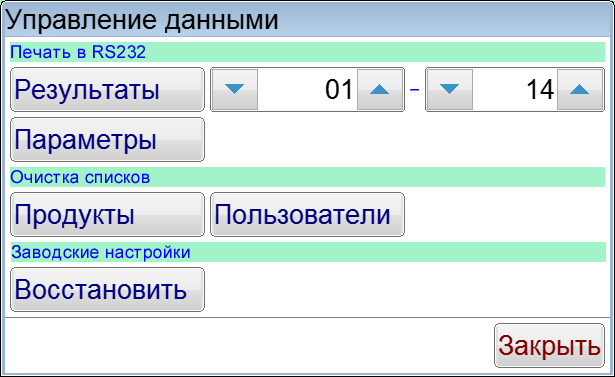 Управление данными
Печать в RS232
Результаты 01 – 14
Параметры
Очистка списков
Продукты Пользователи
Заводские настройки
Восстановить
Закрыть